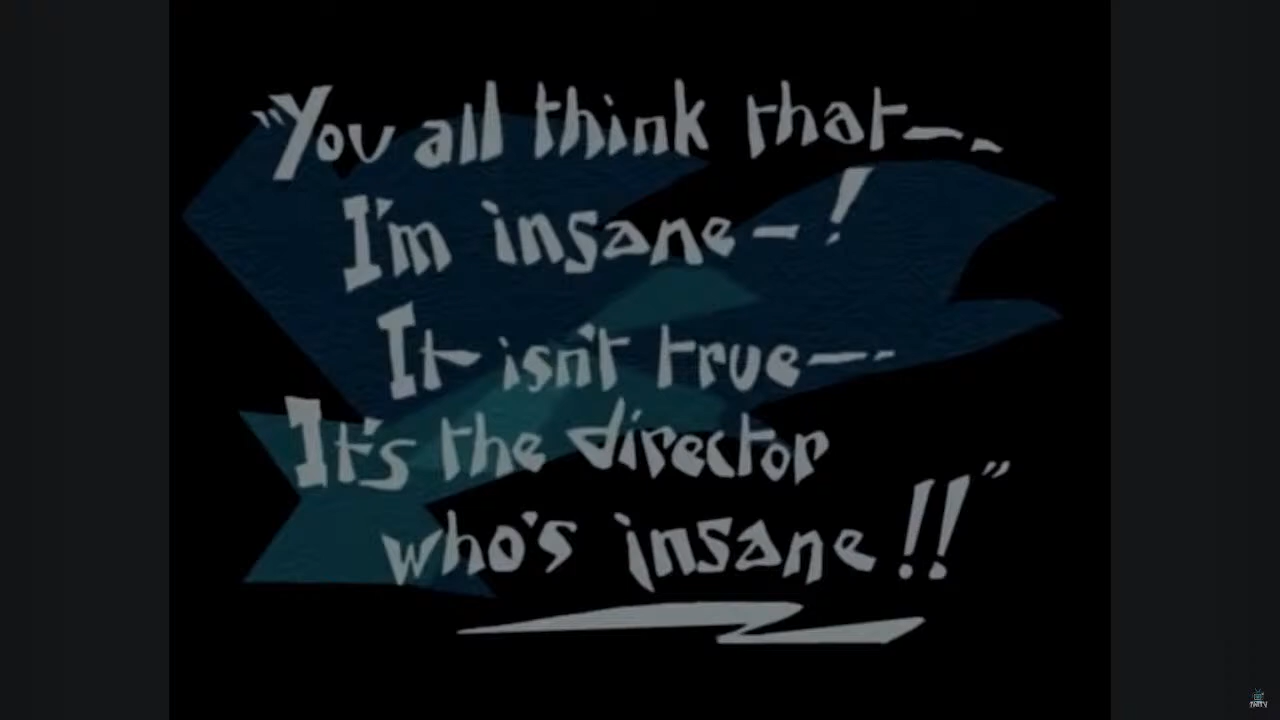 "You all think that--
I'm insane-!
It isn't true--
It's the director
who's insane!!"